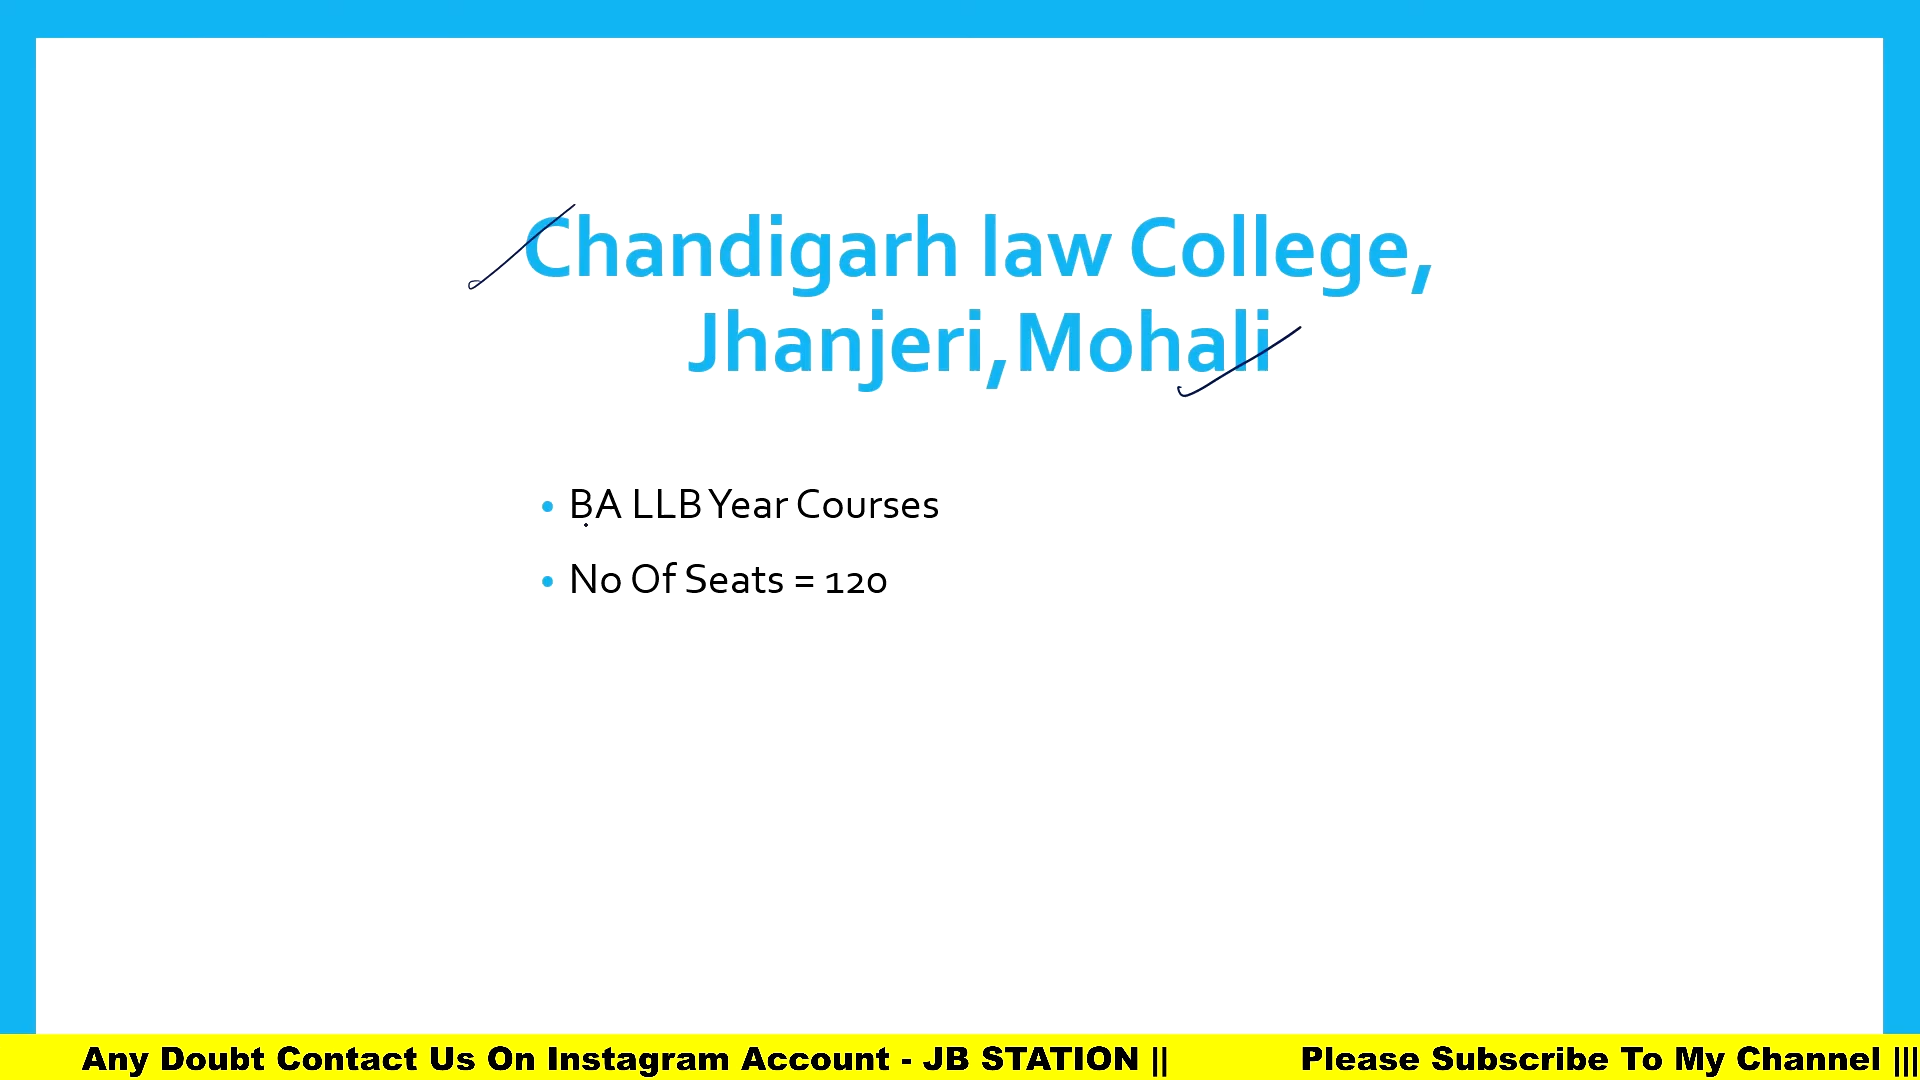 Chandigarh law College,
Jhanjeri, Mohali
• BA LLB Year Courses
• No Of Seats = 120
Any Doubt Contact Us On Instagram Account - JB STATION || Please Subscribe To My Channel |||